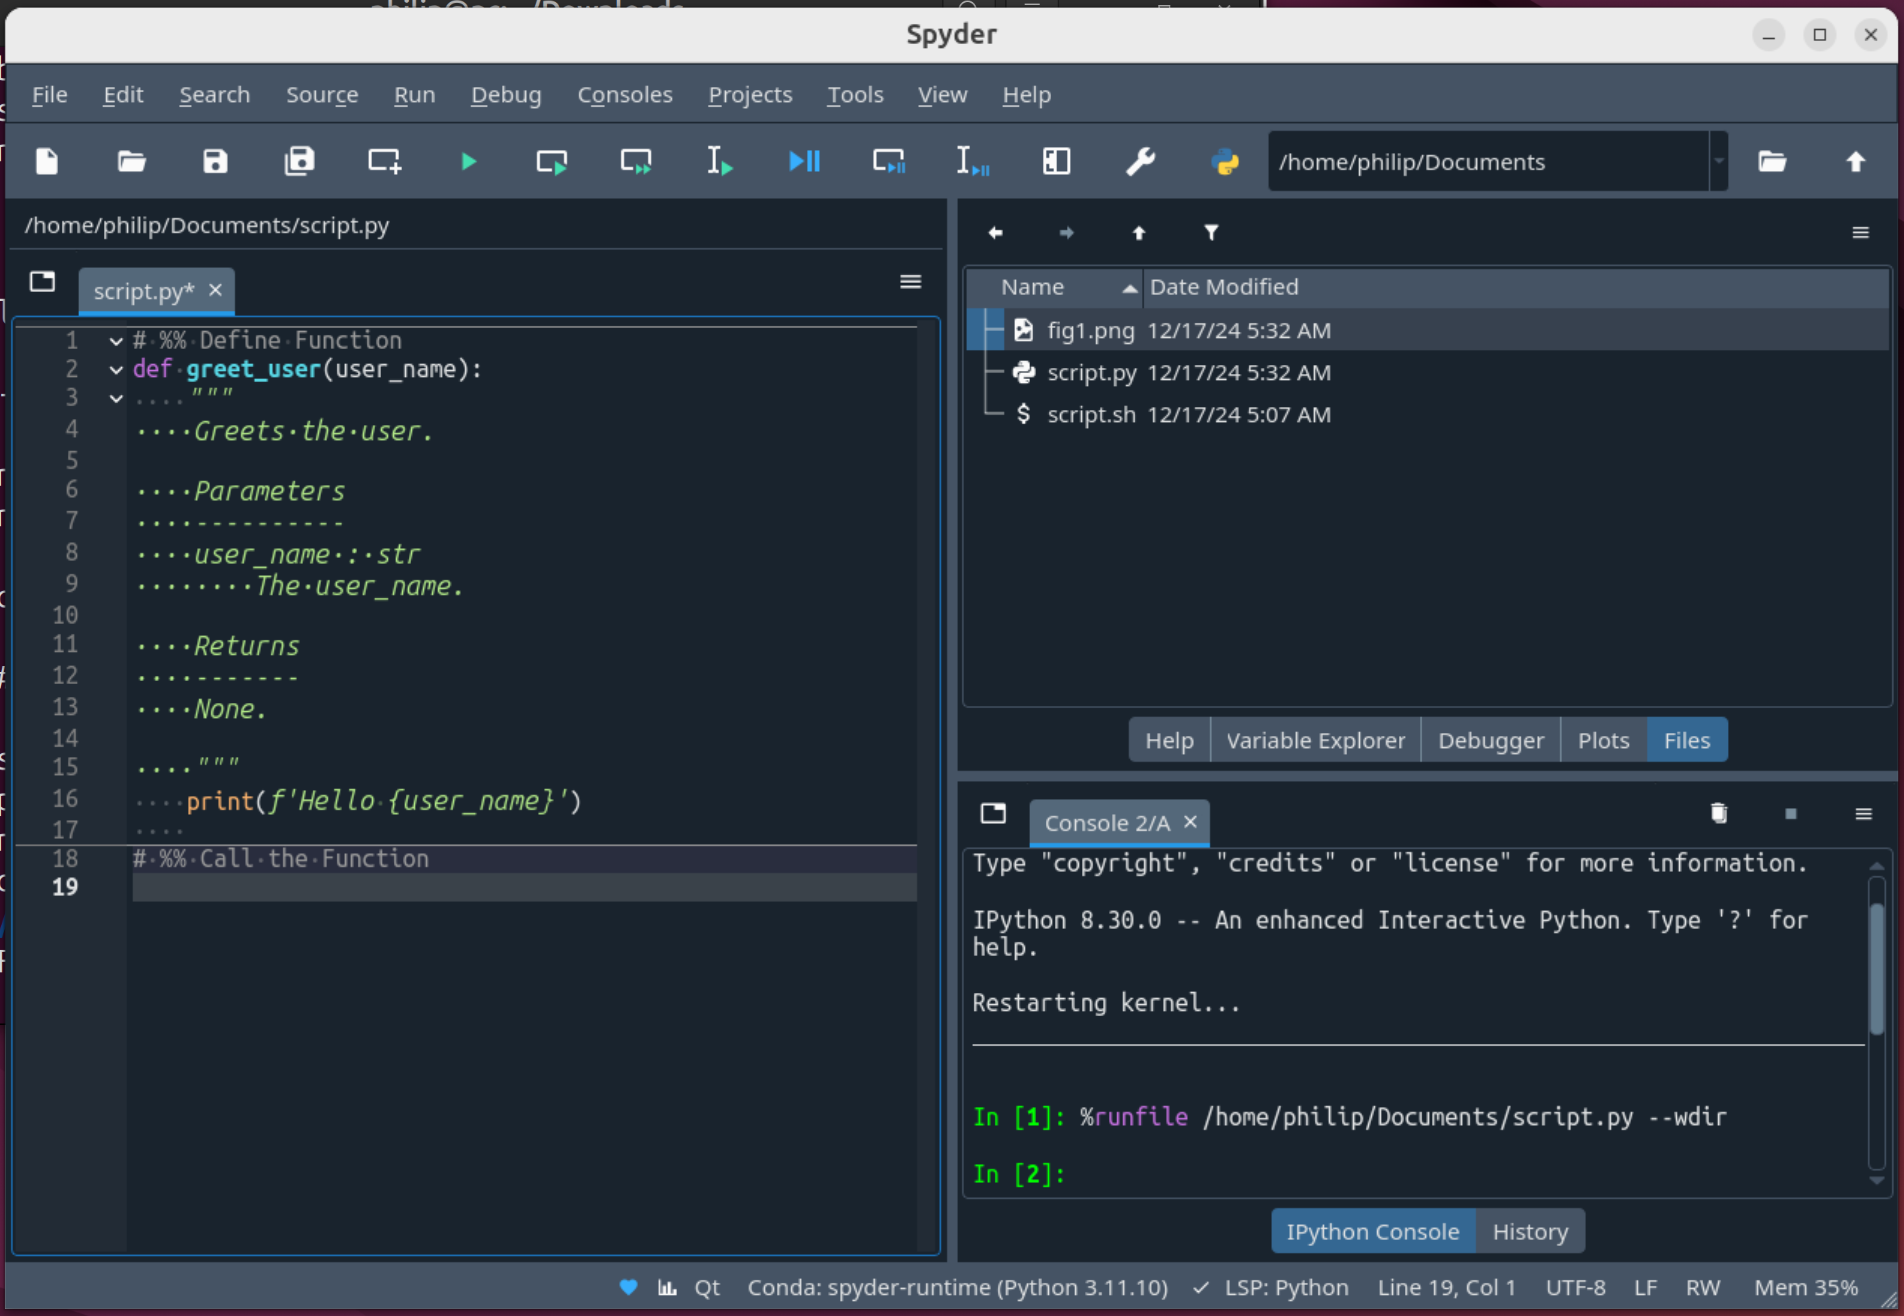 Spyder
File Edit Search Source Run Debug Consoles Projects Tools View Help
/home/philip/Documents
/home/philip/Documents/script.py
script.py*
1 # %% Define Function
2 def greet_user(user_name):
3 """
4 Greets the user.
5
6 Parameters
7 ----------
8 user_name : str
9 The user_name.
10
11 Returns
12 -------
13 None.
14
15 """
16 print(f'Hello {user_name}')
17
18 # %% Call the Function
19
Name Date Modified
fig1.png 12/17/24 5:32 AM
script.py 12/17/24 5:32 AM
script.sh 12/17/24 5:07 AM
Help Variable Explorer Debugger Plots Files
Console 2/A
Type "copyright", "credits" or "license" for more information.
IPython 8.30.0 -- An enhanced Interactive Python. Type '?' for
help.
Restarting kernel...
In [1]: %runfile /home/philip/Documents/script.py --wdir
In [2]:
IPython Console History
Qt Conda: spyder-runtime (Python 3.11.10) ✓ LSP: Python Line 19, Col 1 UTF-8 LF RW Mem 35%